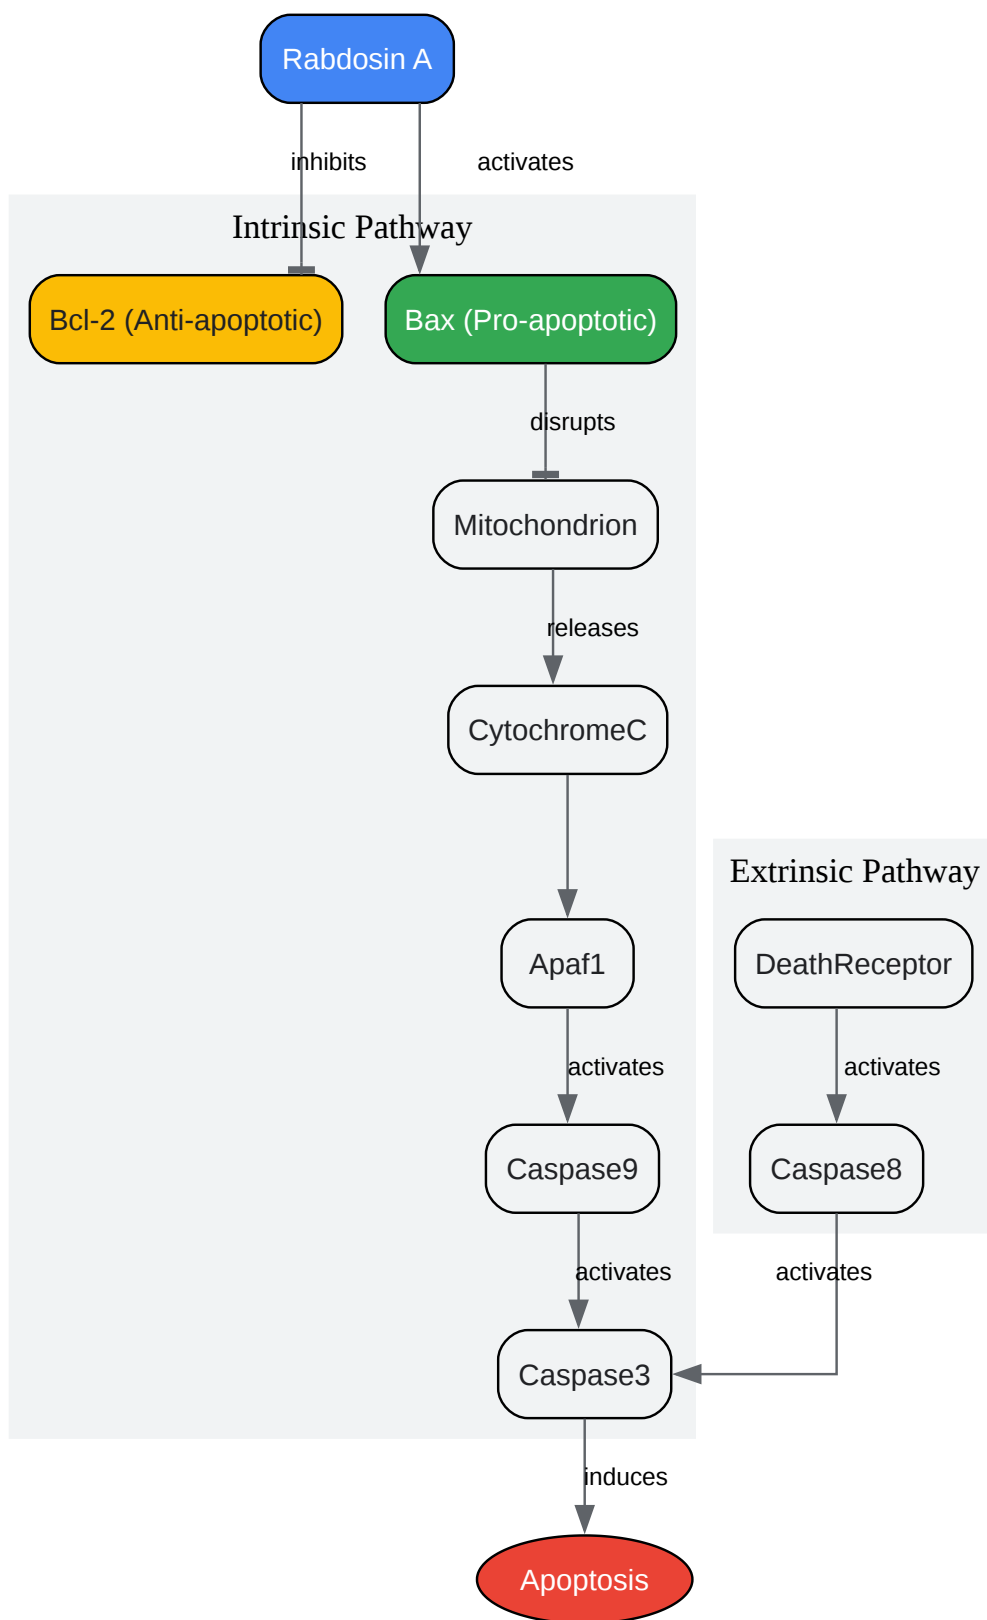 Rabdosin A
inhibits
activates
Intrinsic Pathway
Bcl-2 (Anti-apoptotic)
Bax (Pro-apoptotic)
disrupts
Mitochondrion
releases
CytochromeC
Extrinsic Pathway
Apaf1
DeathReceptor
activates
activates
Caspase9
Caspase8
activates
activates
Caspase3
induces
Apoptosis